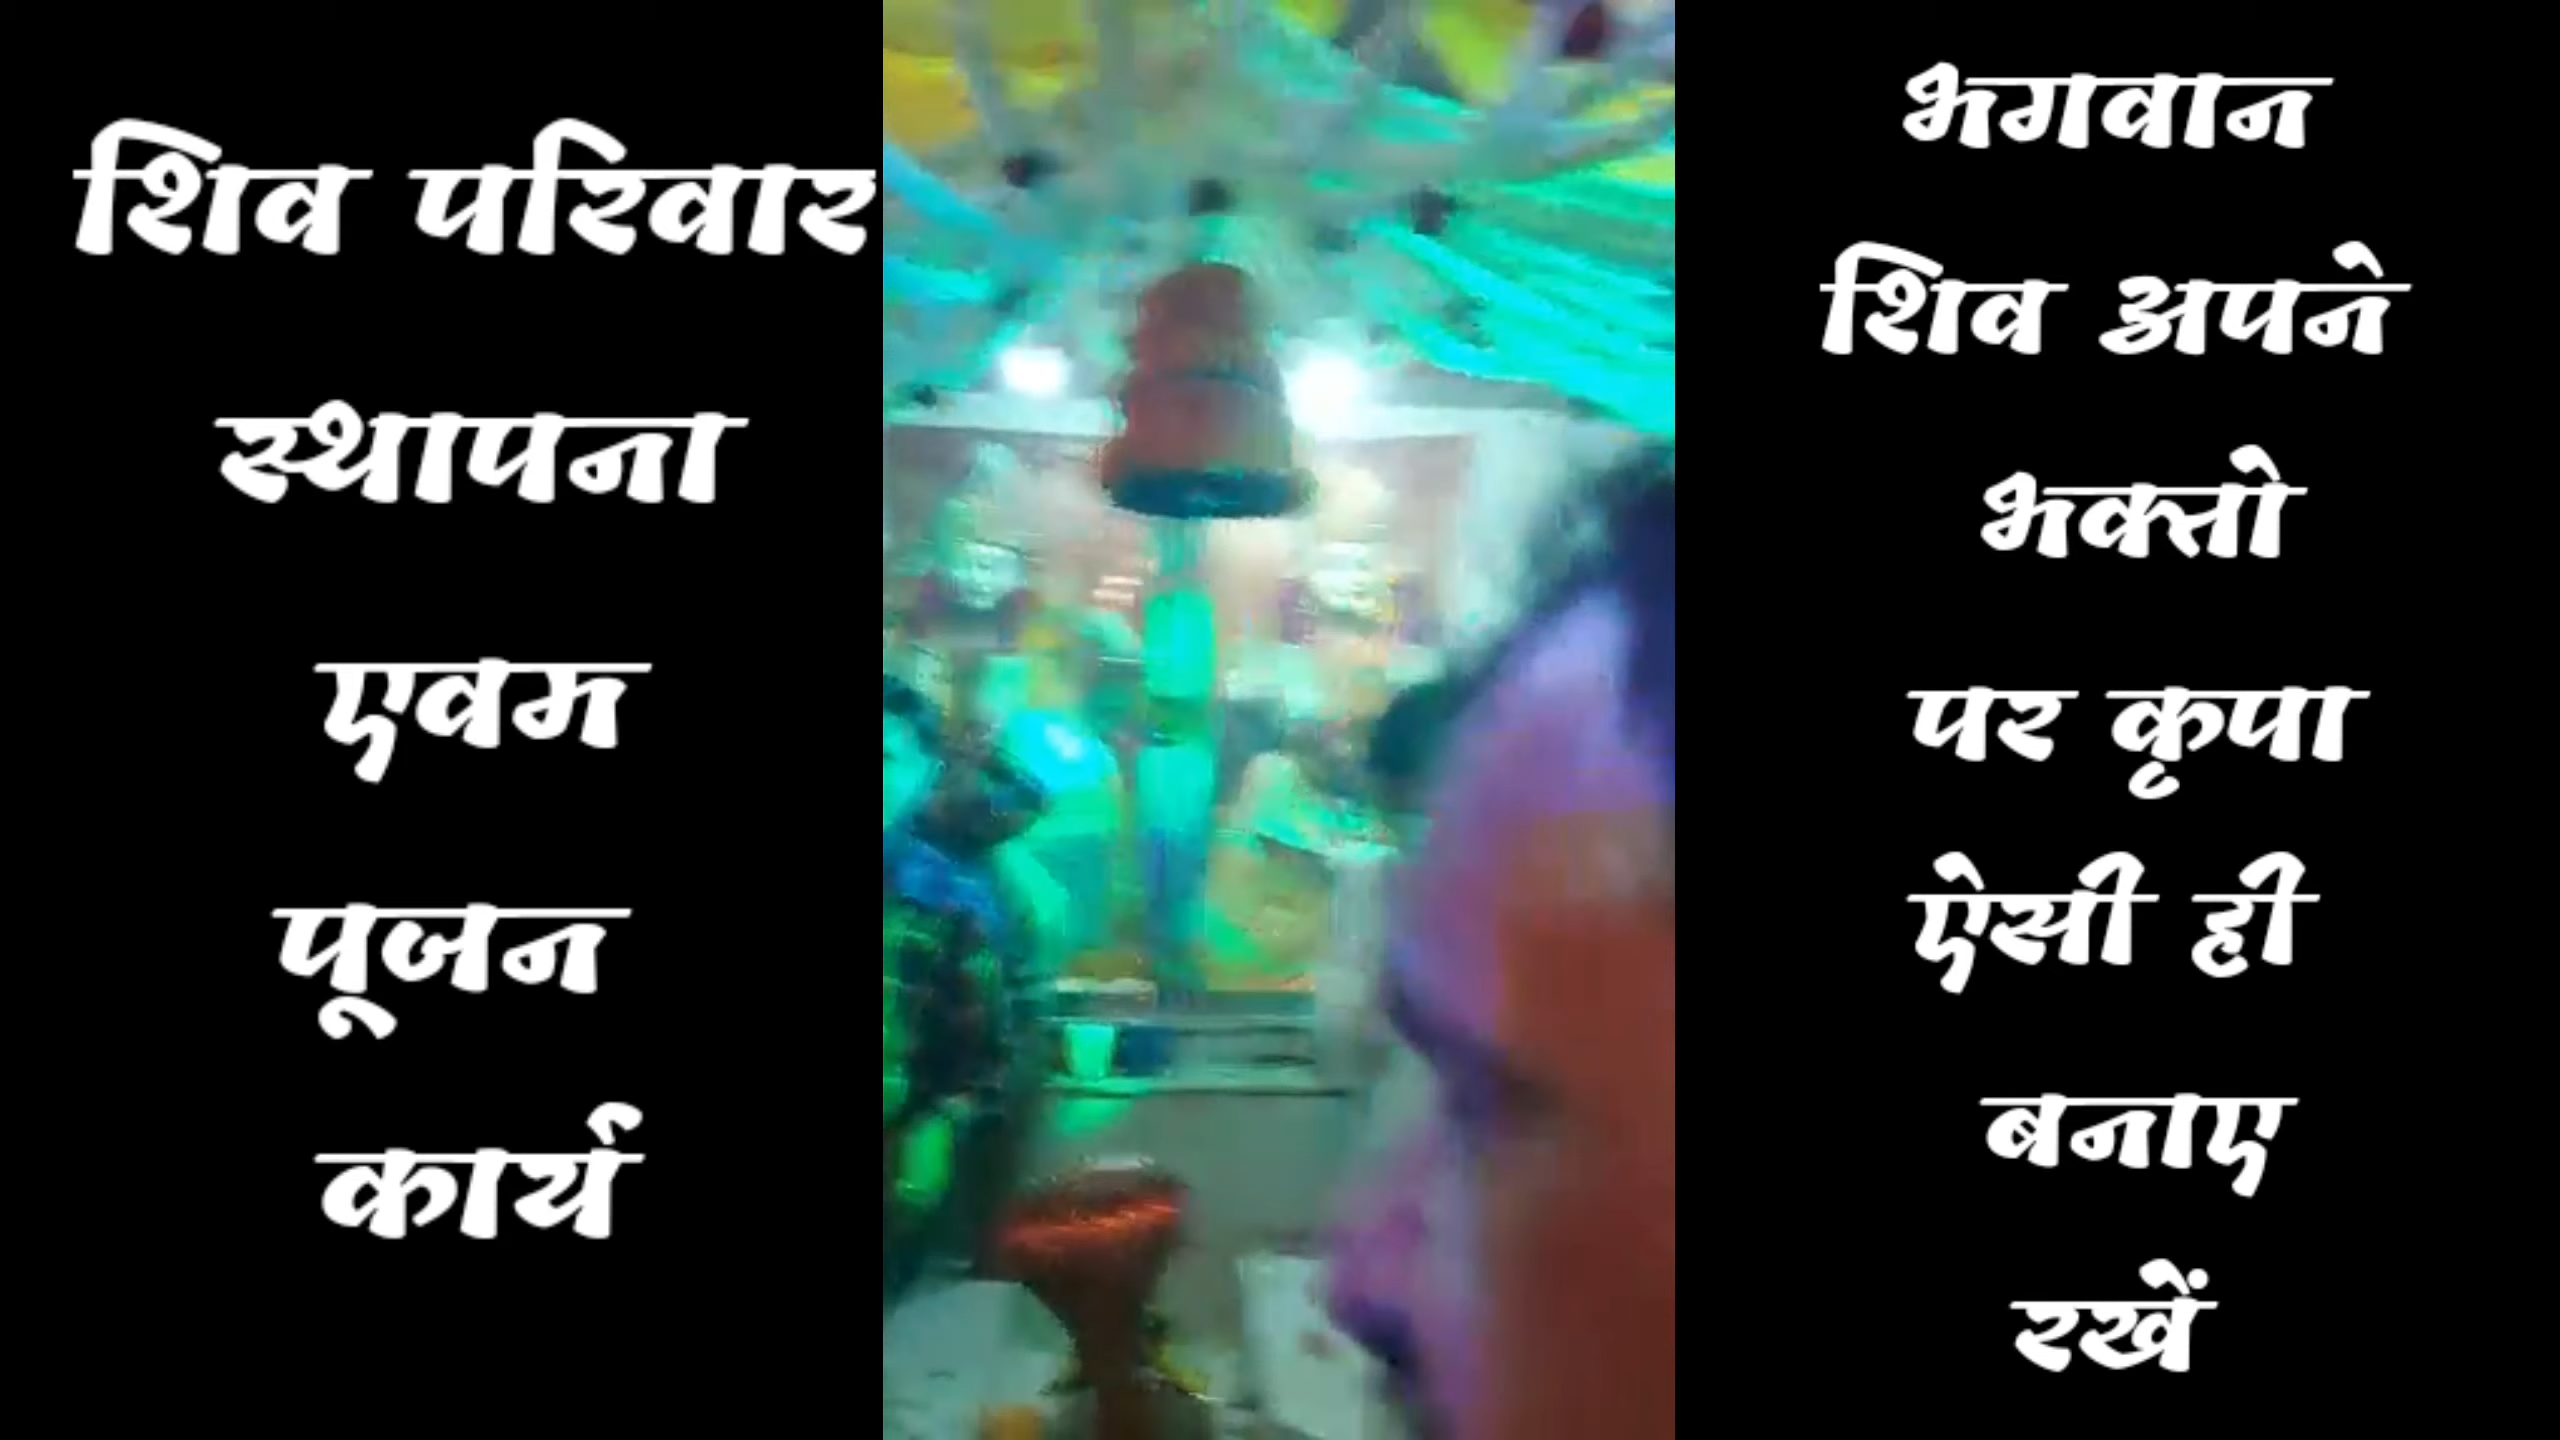 शिव परिवार
स्थापना
एवम
पूजन
कार्य
भगवान
शिव अपने
भक्तो
पर कृपा
ऐसी ही
बनाए
रखें